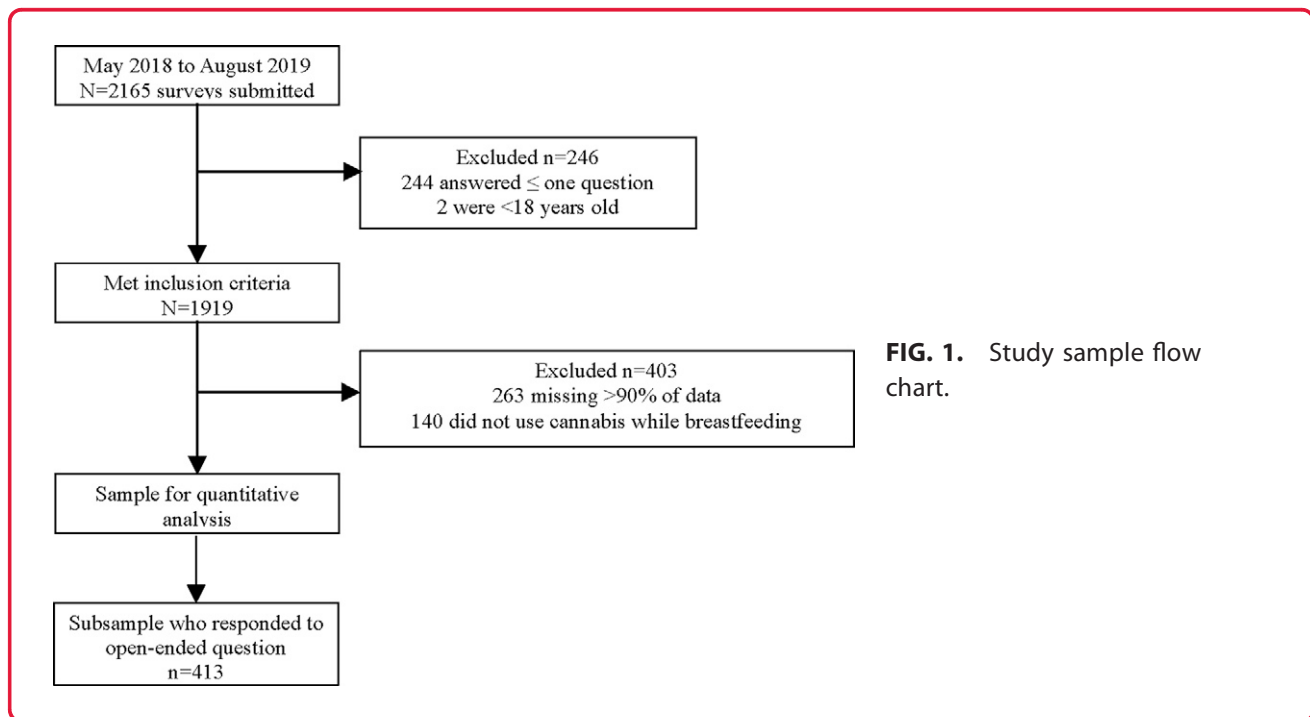 May 2018 to August 2019
N=2165 surveys submitted
Excluded n=246
244 answered ≤ one question
2 were <18 years old
Met inclusion criteria
N=1919
Excluded n=403
263 missing >90% of data
140 did not use cannabis while breastfeeding
FIG. 1. Study sample flow
chart.
Sample for quantitative
analysis
Subsample who responded to
open-ended question
n=413